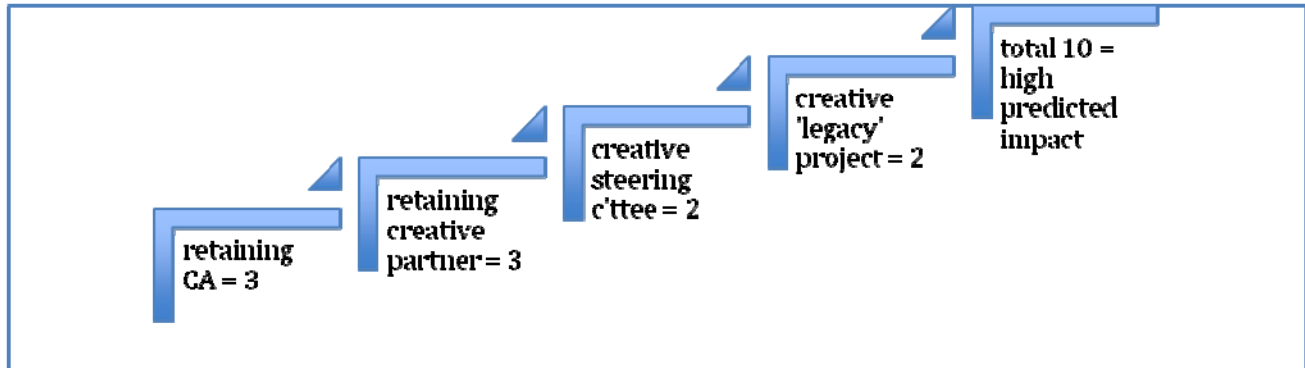 retaining
CA = 3
retaining
creative
partner = 3
creative
steering
c'ttee = 2
creative
'legacy'
project = 2
total 10 =
high
predicted
impact